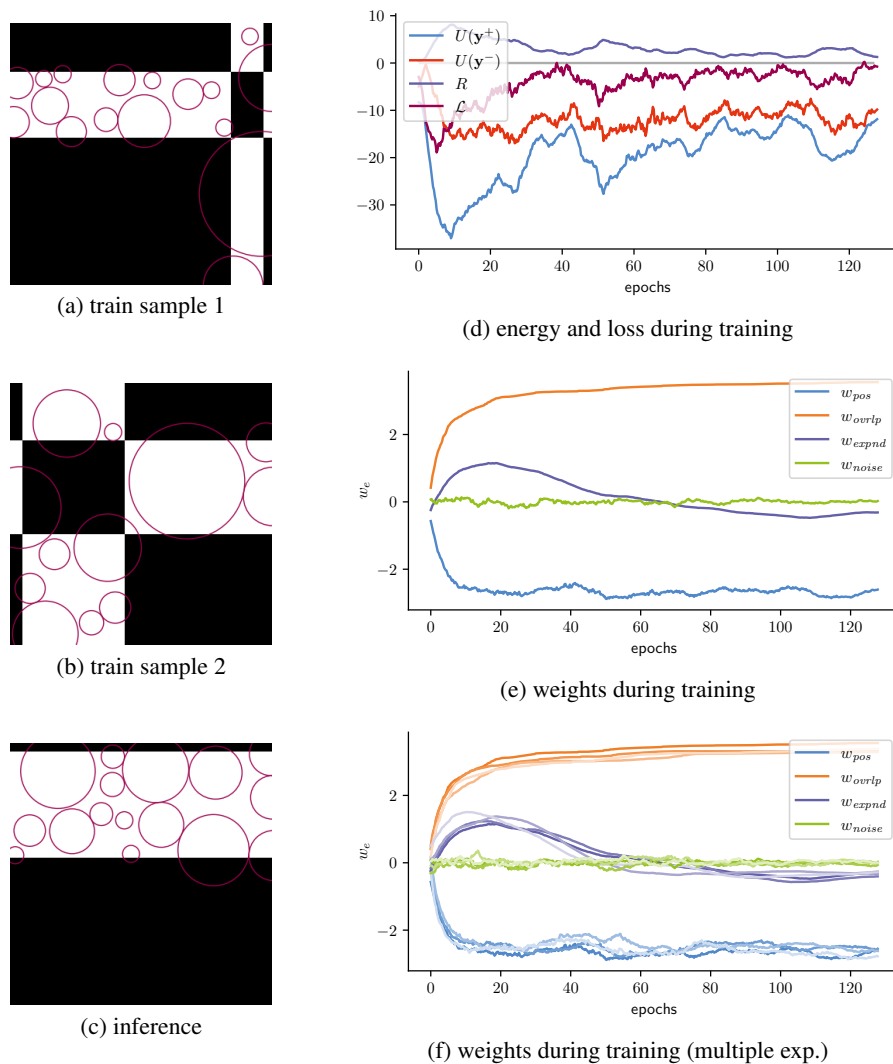 (a) train sample 1
10
0
−10
−20
−30
U(y⁺)
U(y⁻)
R
ℒ
0 20 40 60 80 100 120
epochs
(d) energy and loss during training
(b) train sample 2
w_e
2
0
−2
w_pos
w_ovrlp
w_expnd
w_noise
0 20 40 60 80 100 120
epochs
(e) weights during training
(c) inference
w_e
2
0
−2
w_pos
w_ovrlp
w_expnd
w_noise
0 20 40 60 80 100 120
epochs
(f) weights during training (multiple exp.)